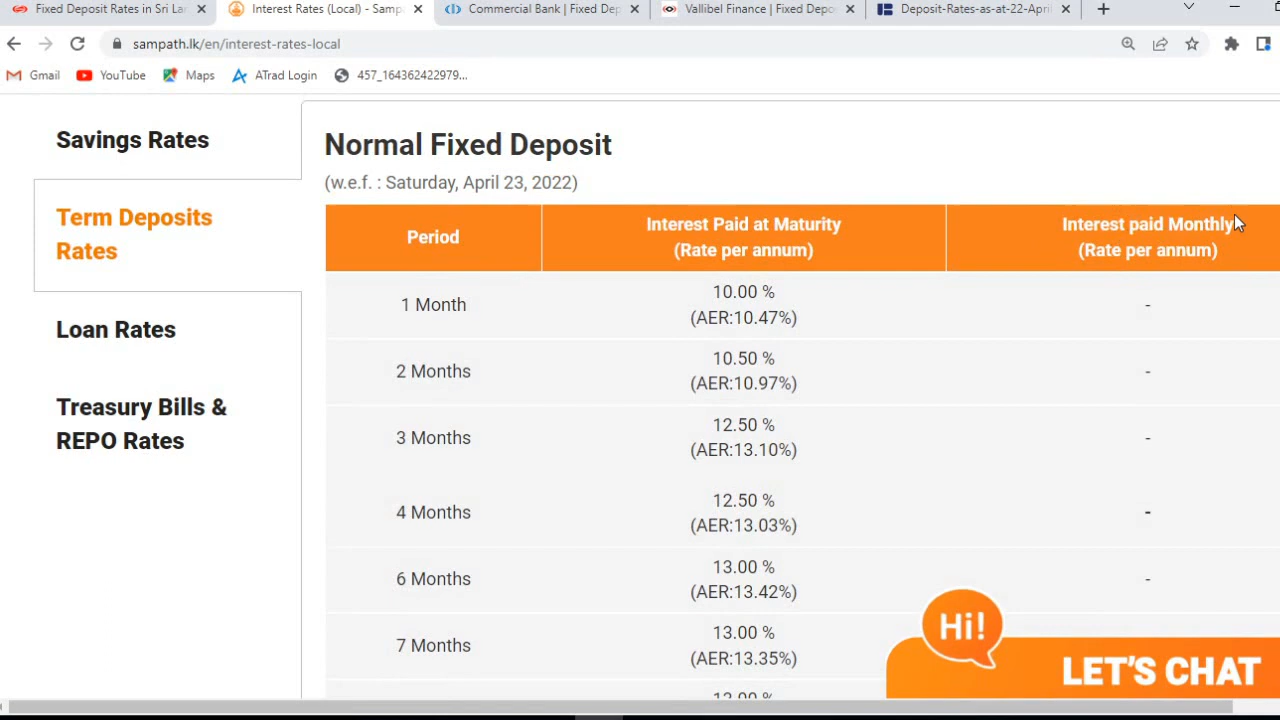 Fixed Deposit Rates in Sri La
Interest Rates (Local) - Samp
Commercial Bank | Fixed Dep
Vallibel Finance | Fixed Depo
Deposit-Rates-as-at-22-April
sampath.lk/en/interest-rates-local
Gmail
YouTube
Maps
ATrad Login
457_164362422979...
Savings Rates
Term Deposits
Rates
Loan Rates
Treasury Bills &
REPO Rates
Normal Fixed Deposit
(w.e.f. : Saturday, April 23, 2022)
Period
Interest Paid at Maturity
(Rate per annum)
Interest paid Monthly
(Rate per annum)
1 Month
10.00 %
(AER:10.47%)
-
2 Months
10.50 %
(AER:10.97%)
-
3 Months
12.50 %
(AER:13.10%)
-
4 Months
12.50 %
(AER:13.03%)
-
6 Months
13.00 %
(AER:13.42%)
-
7 Months
13.00 %
(AER:13.35%)
Hi!
LET'S CHAT